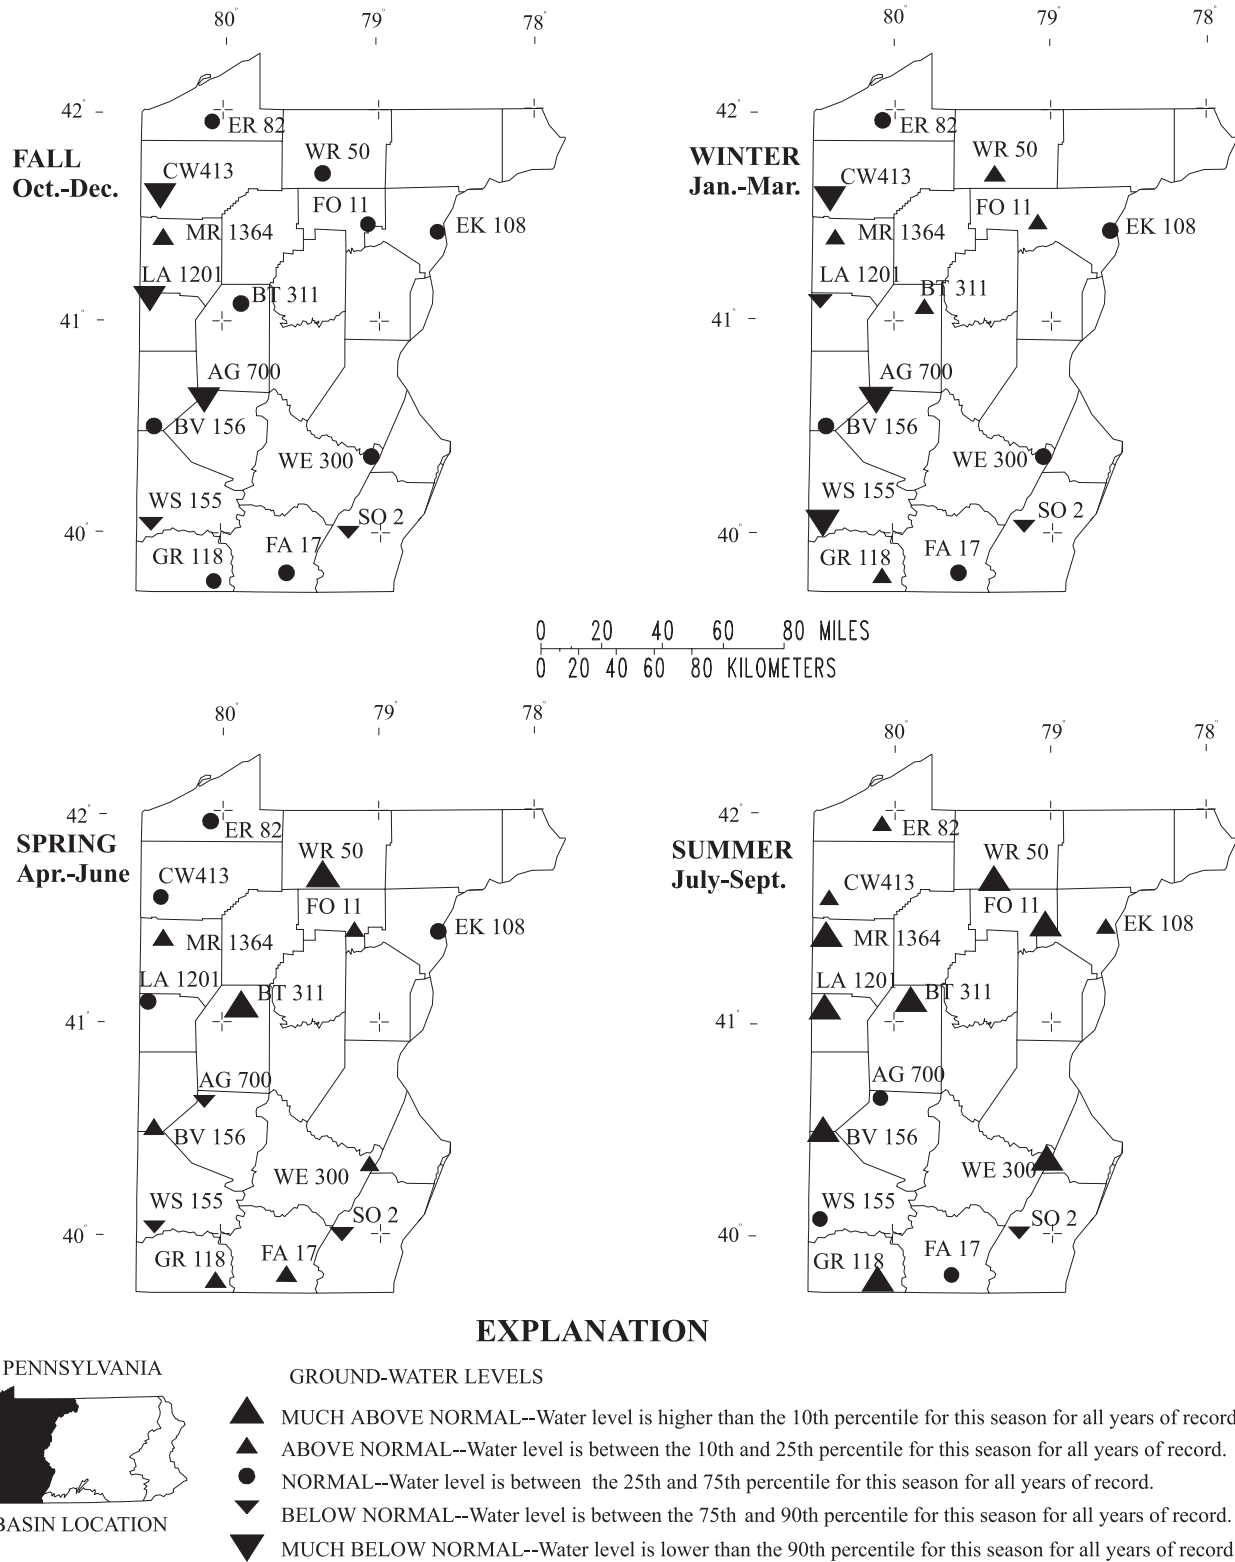 80°
79°
78°
80°
79°
78°
42°
ER 82
FALL
Oct.-Dec.
WR 50
CW413
FO 11
EK 108
MR 1364
LA 1201
BT 311
41°
AG 700
BV 156
WE 300
WS 155
SO 2
40°
GR 118
FA 17
42°
ER 82
WINTER
Jan.-Mar.
WR 50
CW413
FO 11
EK 108
MR 1364
LA 1201
BT 311
41°
AG 700
BV 156
WE 300
WS 155
SO 2
40°
GR 118
FA 17
0 20 40 60 80 MILES
0 20 40 60 80 KILOMETERS
80°
79°
78°
80°
79°
78°
42°
ER 82
SPRING
Apr.-June
WR 50
CW413
FO 11
EK 108
MR 1364
LA 1201
BT 311
41°
AG 700
BV 156
WE 300
WS 155
SO 2
40°
GR 118
FA 17
42°
ER 82
SUMMER
July-Sept.
WR 50
CW413
FO 11
EK 108
MR 1364
LA 1201
BT 311
41°
AG 700
BV 156
WE 300
WS 155
SO 2
40°
GR 118
FA 17
EXPLANATION
PENNSYLVANIA
BASIN LOCATION
GROUND-WATER LEVELS
MUCH ABOVE NORMAL--Water level is higher than the 10th percentile for this season for all years of record
ABOVE NORMAL--Water level is between the 10th and 25th percentile for this season for all years of record.
NORMAL--Water level is between the 25th and 75th percentile for this season for all years of record.
BELOW NORMAL--Water level is between the 75th and 90th percentile for this season for all years of record.
MUCH BELOW NORMAL--Water level is lower than the 90th percentile for this season for all years of record